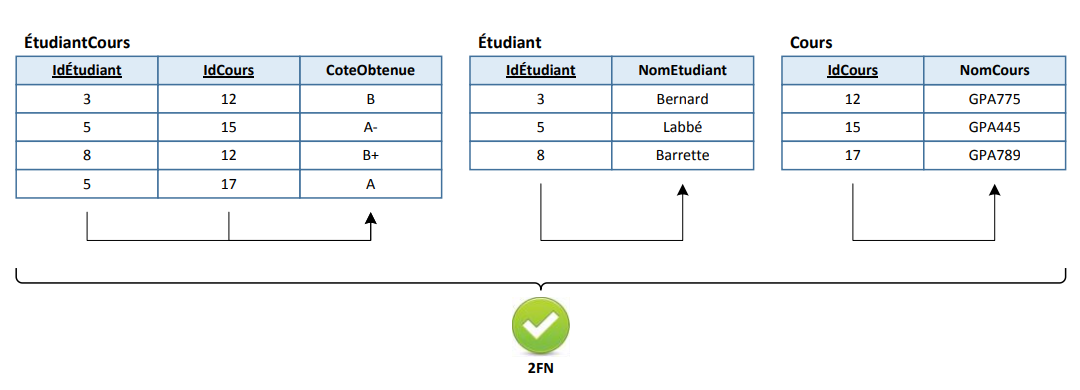 ÉtudiantCours
IdÉtudiant IdCours CoteObtenue
3 12 B
5 15 A-
8 12 B+
5 17 A
Étudiant
IdÉtudiant NomEtudiant
3 Bernard
5 Labbé
8 Barrette
Cours
IdCours NomCours
12 GPA775
15 GPA445
17 GPA789
2FN